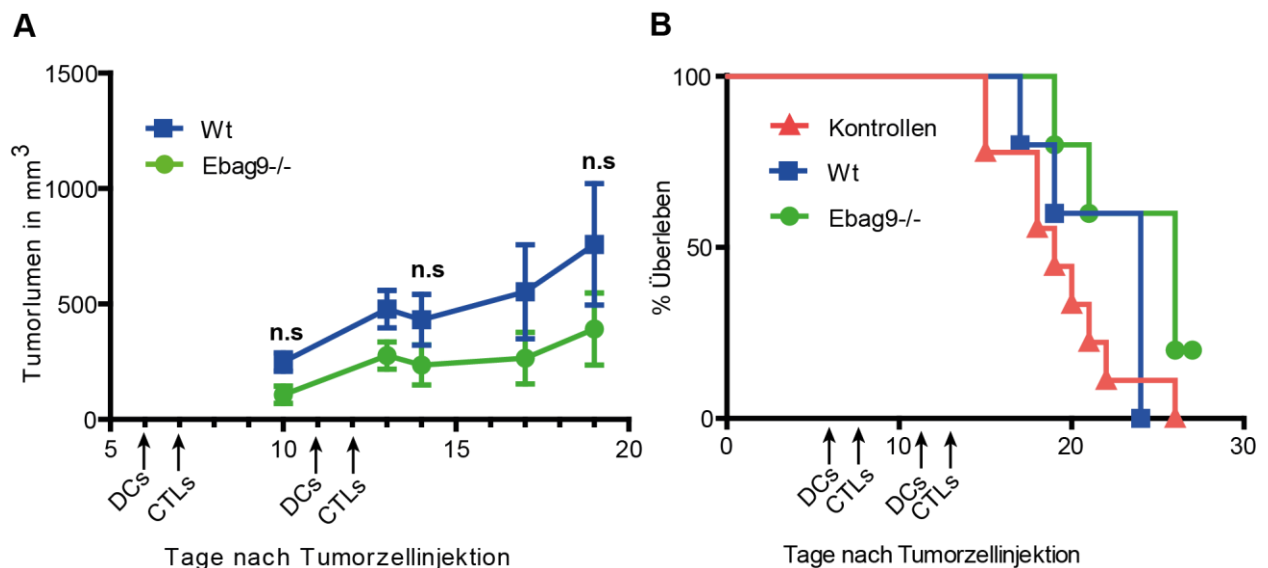 A
Tumorlumen in mm3
1500
1000
500
0
Wt
Ebag9-/-
n.s
n.s
n.s
5
10
15
20
DCs
CTLs
DCs
CTLs
Tage nach Tumorzellinjektion
B
% Überleben
100
50
0
Kontrollen
Wt
Ebag9-/-
0
10
20
30
DCs
CTLs
DCs
CTLs
Tage nach Tumorzellinjektion